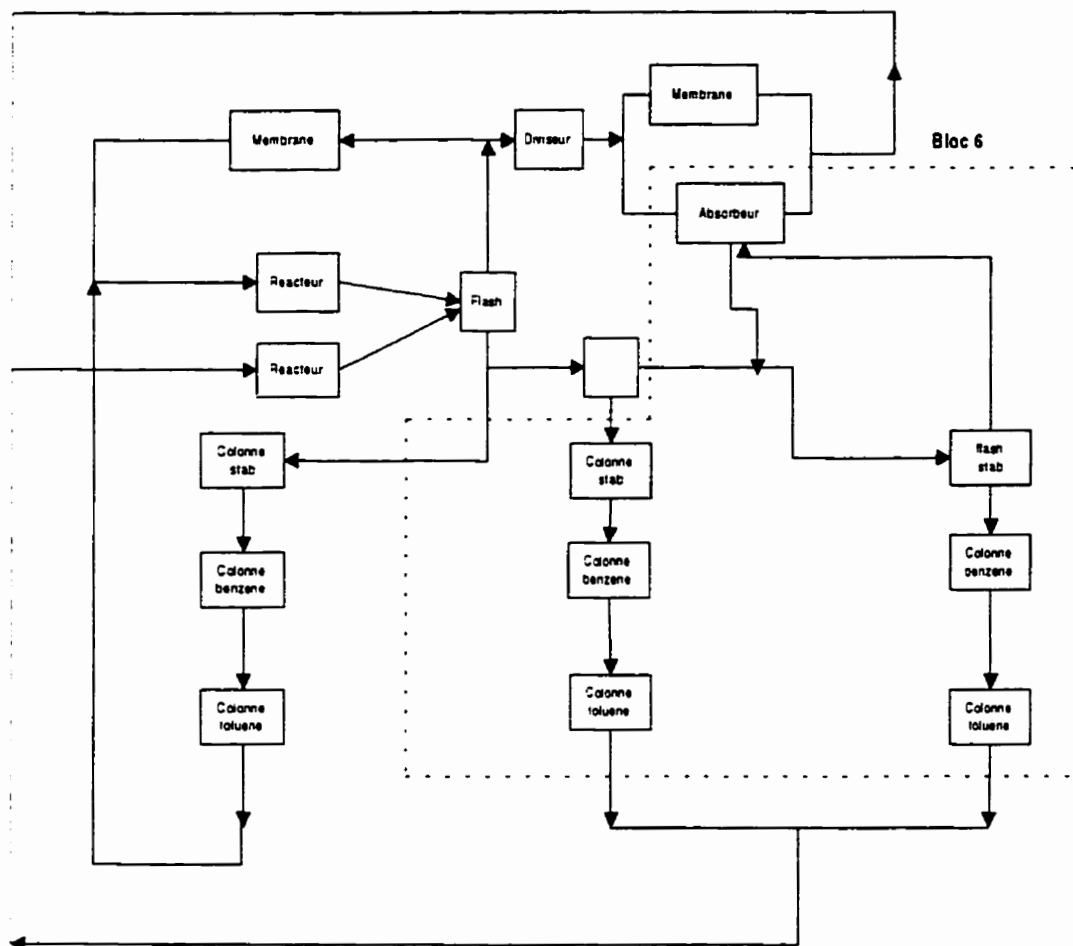 Membrane
Membrane
Diviseur
Bloc 6
Absorbeur
Reacteur
Flash
Reacteur
Colonne
stab
Colonne
stab
flash
stab
Colonne
benzene
Colonne
benzene
Colonne
benzene
Colonne
toluene
Colonne
toluene
Colonne
toluene